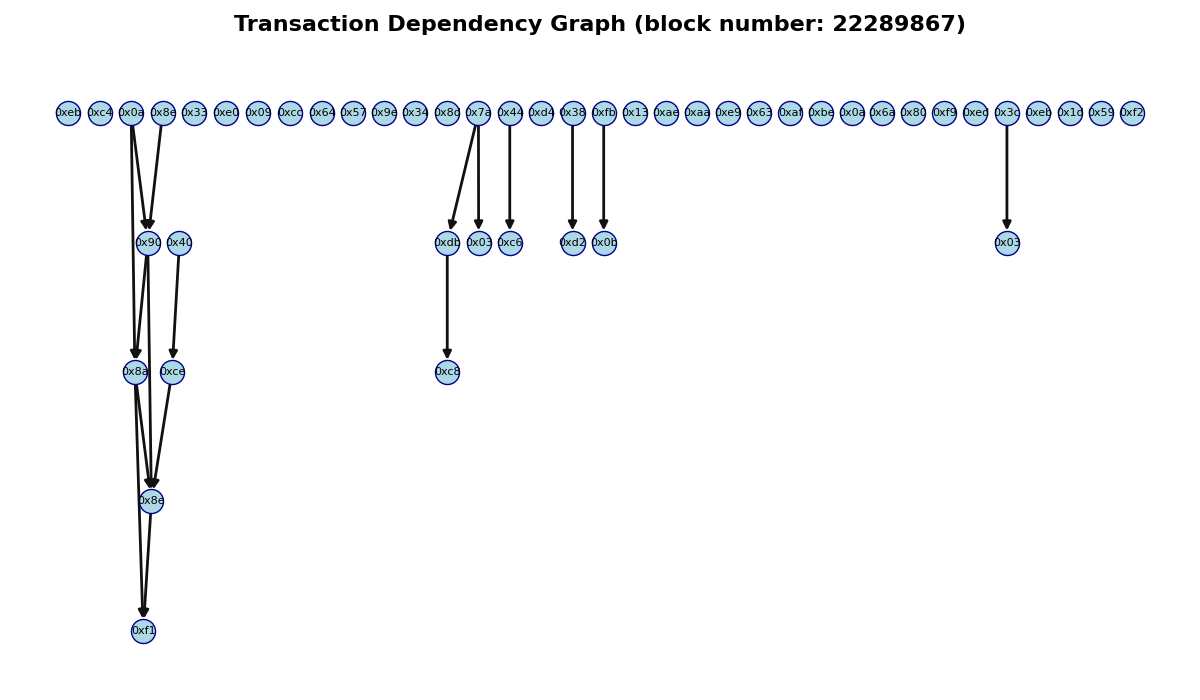 Transaction Dependency Graph (block number: 22289867)
0xeb 0xc4 0x0a 0x8e 0x33 0xe0 0x09 0xcc 0x64 0x57 0x9e 0x34 0x8d 0x7a 0x44 0xd4 0x38 0xfb 0x13 0xae 0xaa 0xe9 0x63 0xaf 0xbe 0x0a 0x6a 0x80 0xf9 0xed 0x3c 0xeb 0x1d 0x59 0xf2
0x90 0x40 0xdb 0x03 0xc6 0xd2 0x0b 0x03
0x8a 0xce 0xc8
0x8e
0xf1